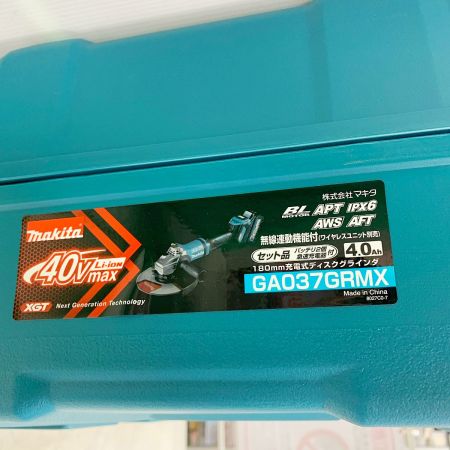 makita
40Vmax
Li-ion
XGT
Next Generation Technology
株式会社マキタ
BL MOTOR APT IPX6
AWS AFT
無線連動機能付(ワイヤレスユニット別売)
セット品 バッテリ2個 急速充電器 付 4.0Ah
180mm充電式ディスクグラインダ
GA037GRMX
Made in China